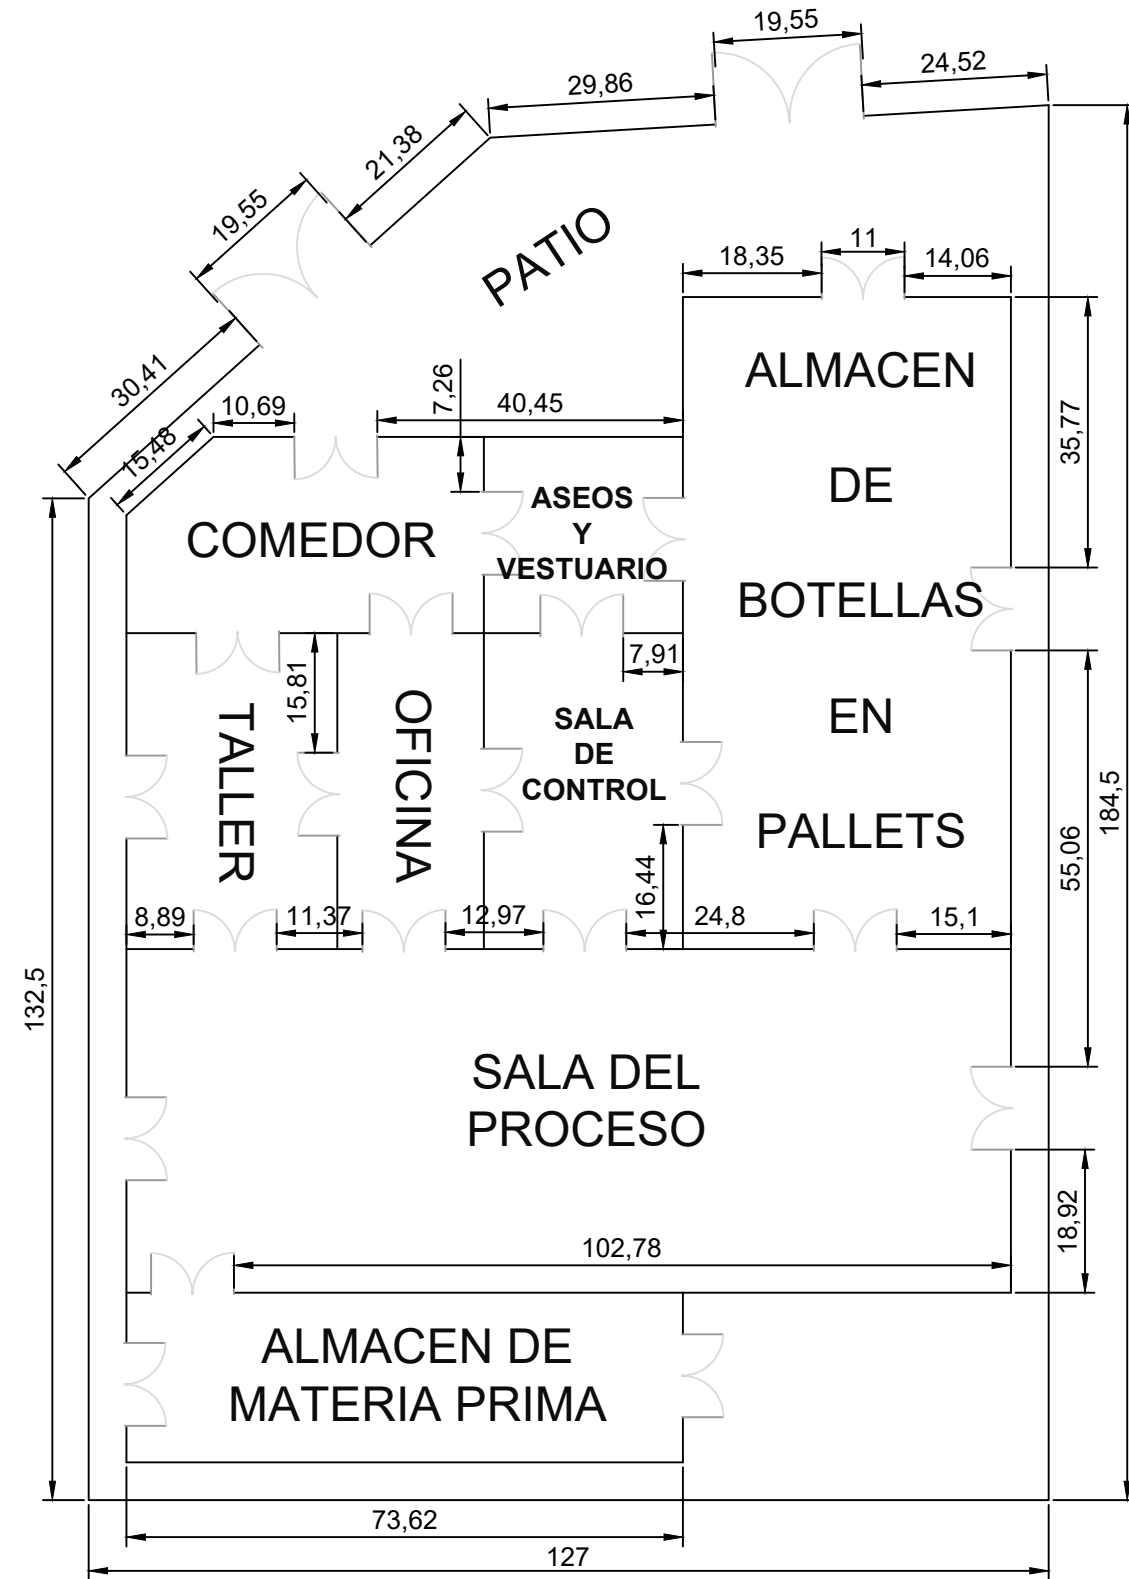 19,55
24,52
29,86
21,38
19,55
30,41
15,48
PATIO
18,35
11
14,06
10,69
7,26
40,45
35,77
ALMACEN
DE
BOTELLAS
EN
PALLETS
ASEOS
Y
VESTUARIO
COMEDOR
7,91
15,81
TALLER
OFICINA
SALA
DE
CONTROL
16,44
55,06
184,5
8,89
11,37
12,97
24,8
15,1
132,5
SALA DEL
PROCESO
18,92
102,78
ALMACEN DE
MATERIA PRIMA
73,62
127